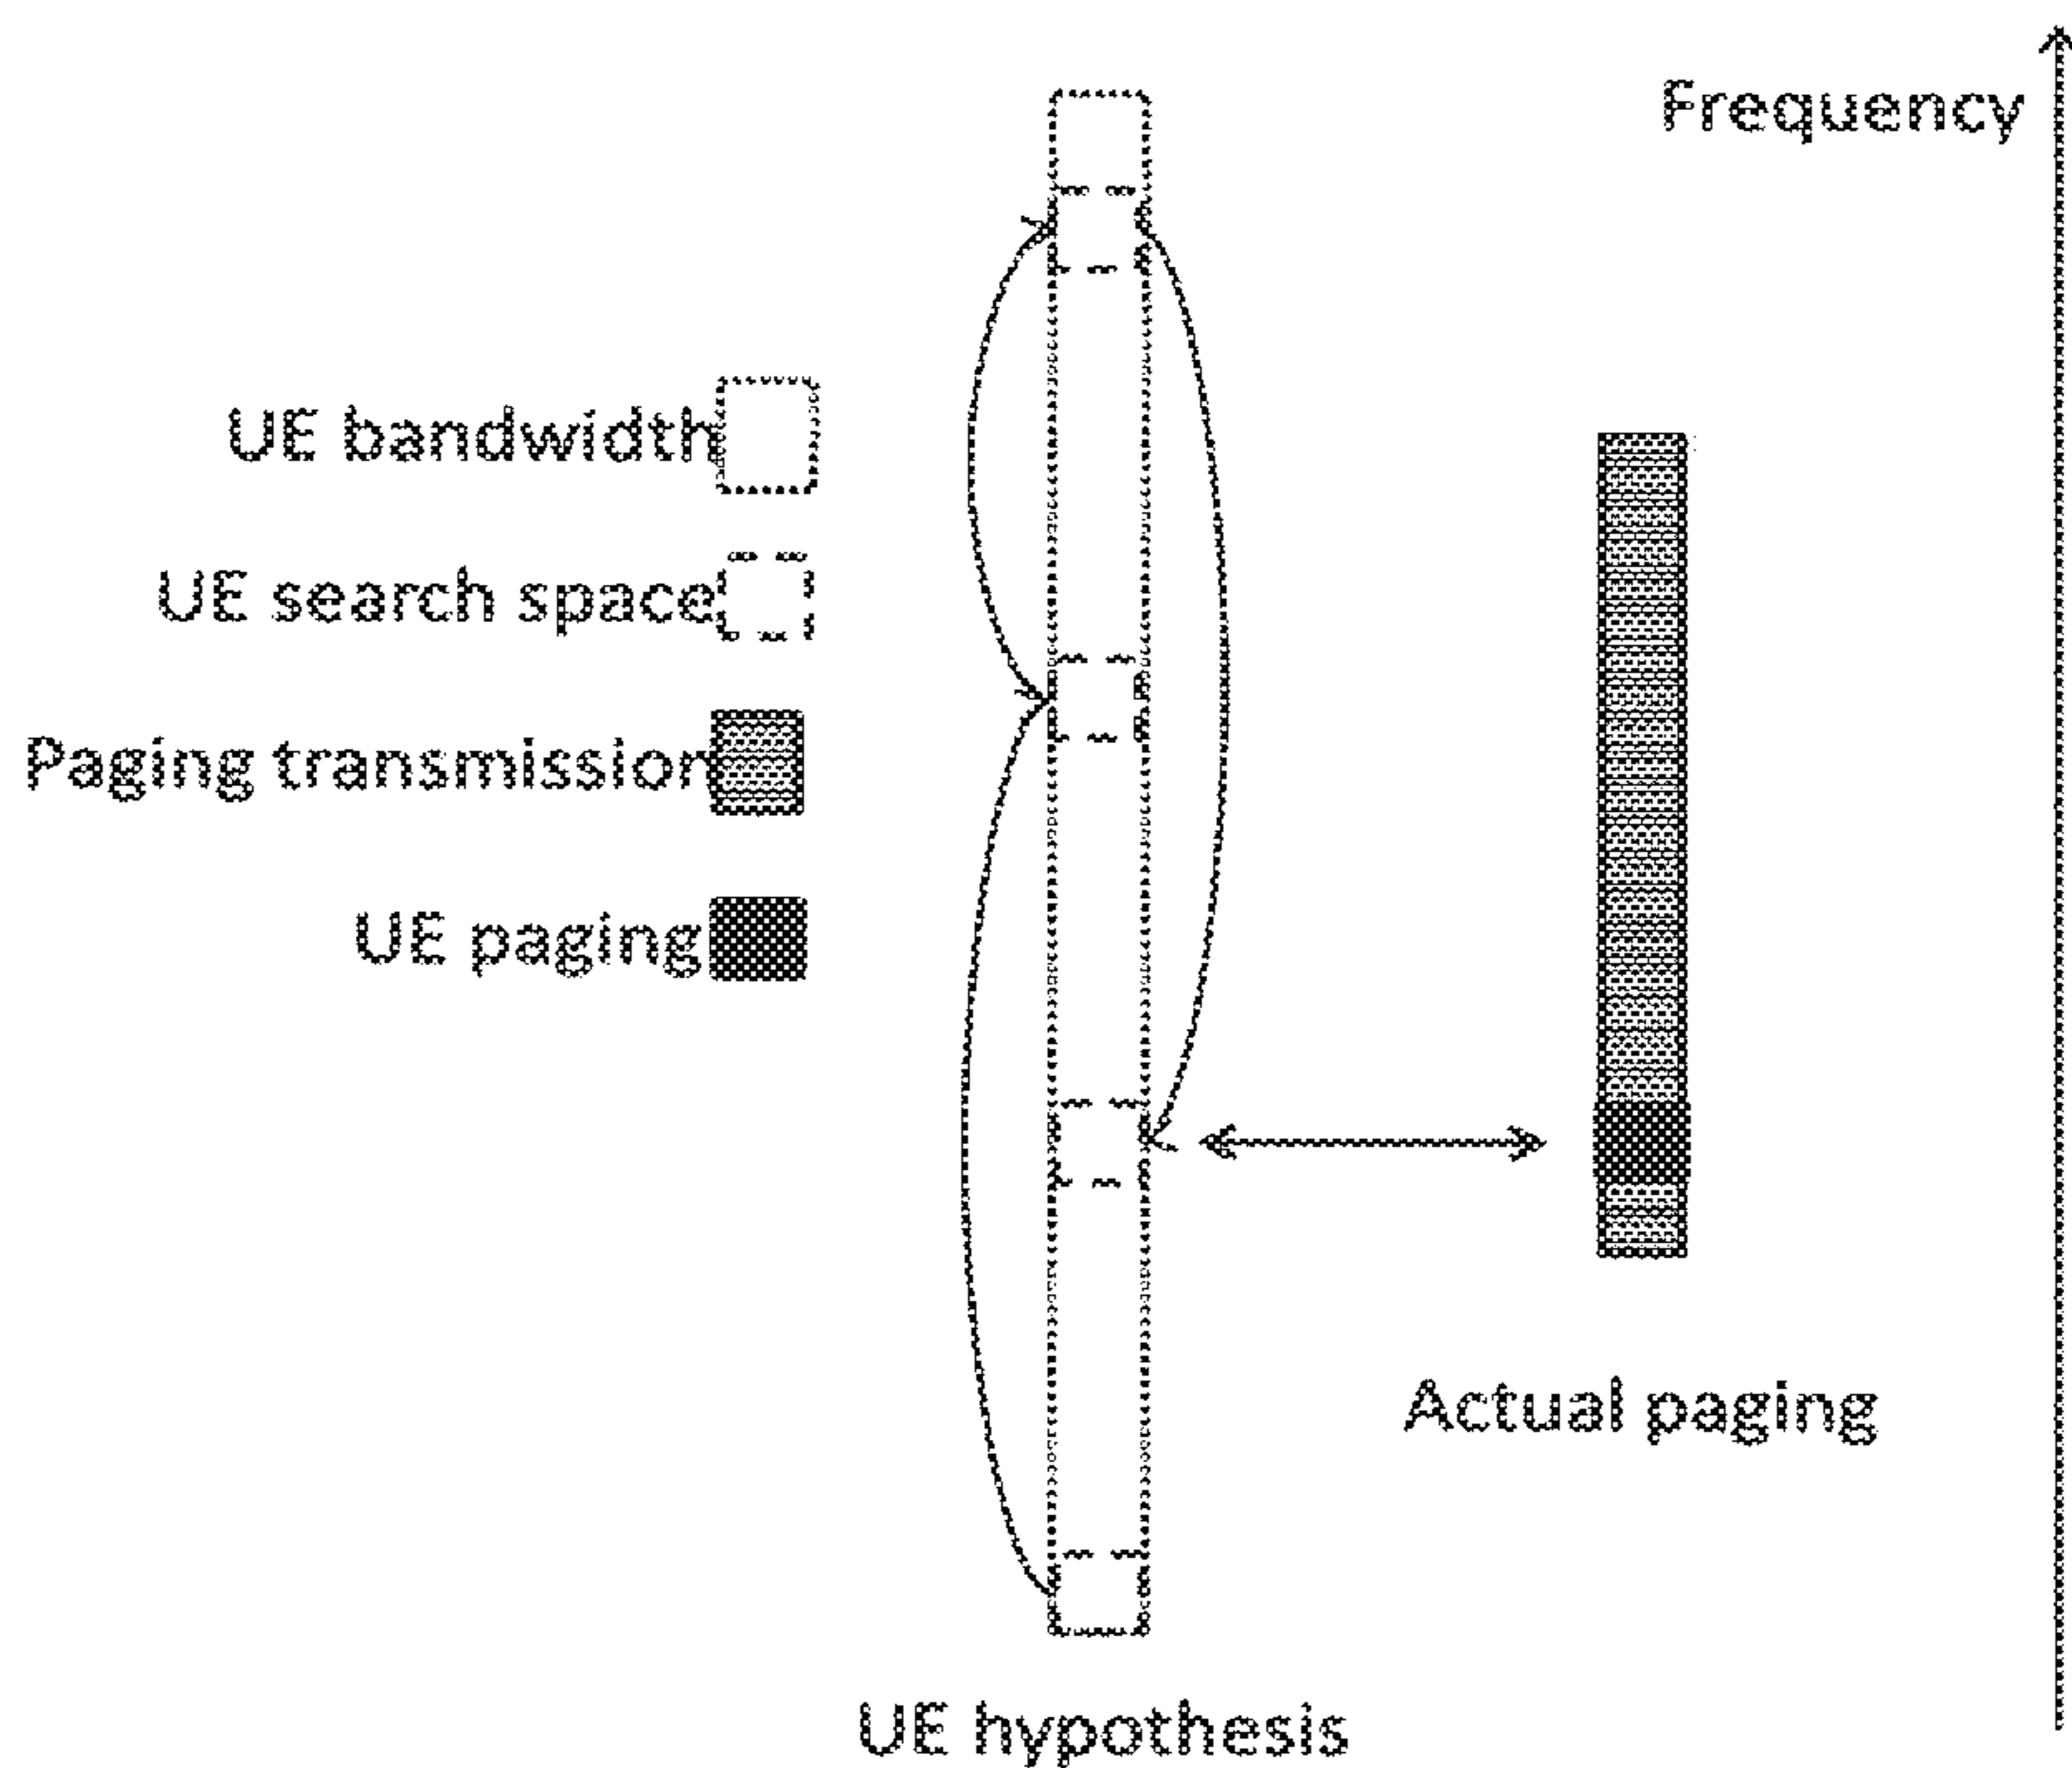 Frequency
UE bandwidth
UE search space
Paging transmission
UE paging
Actual paging
UE hypothesis